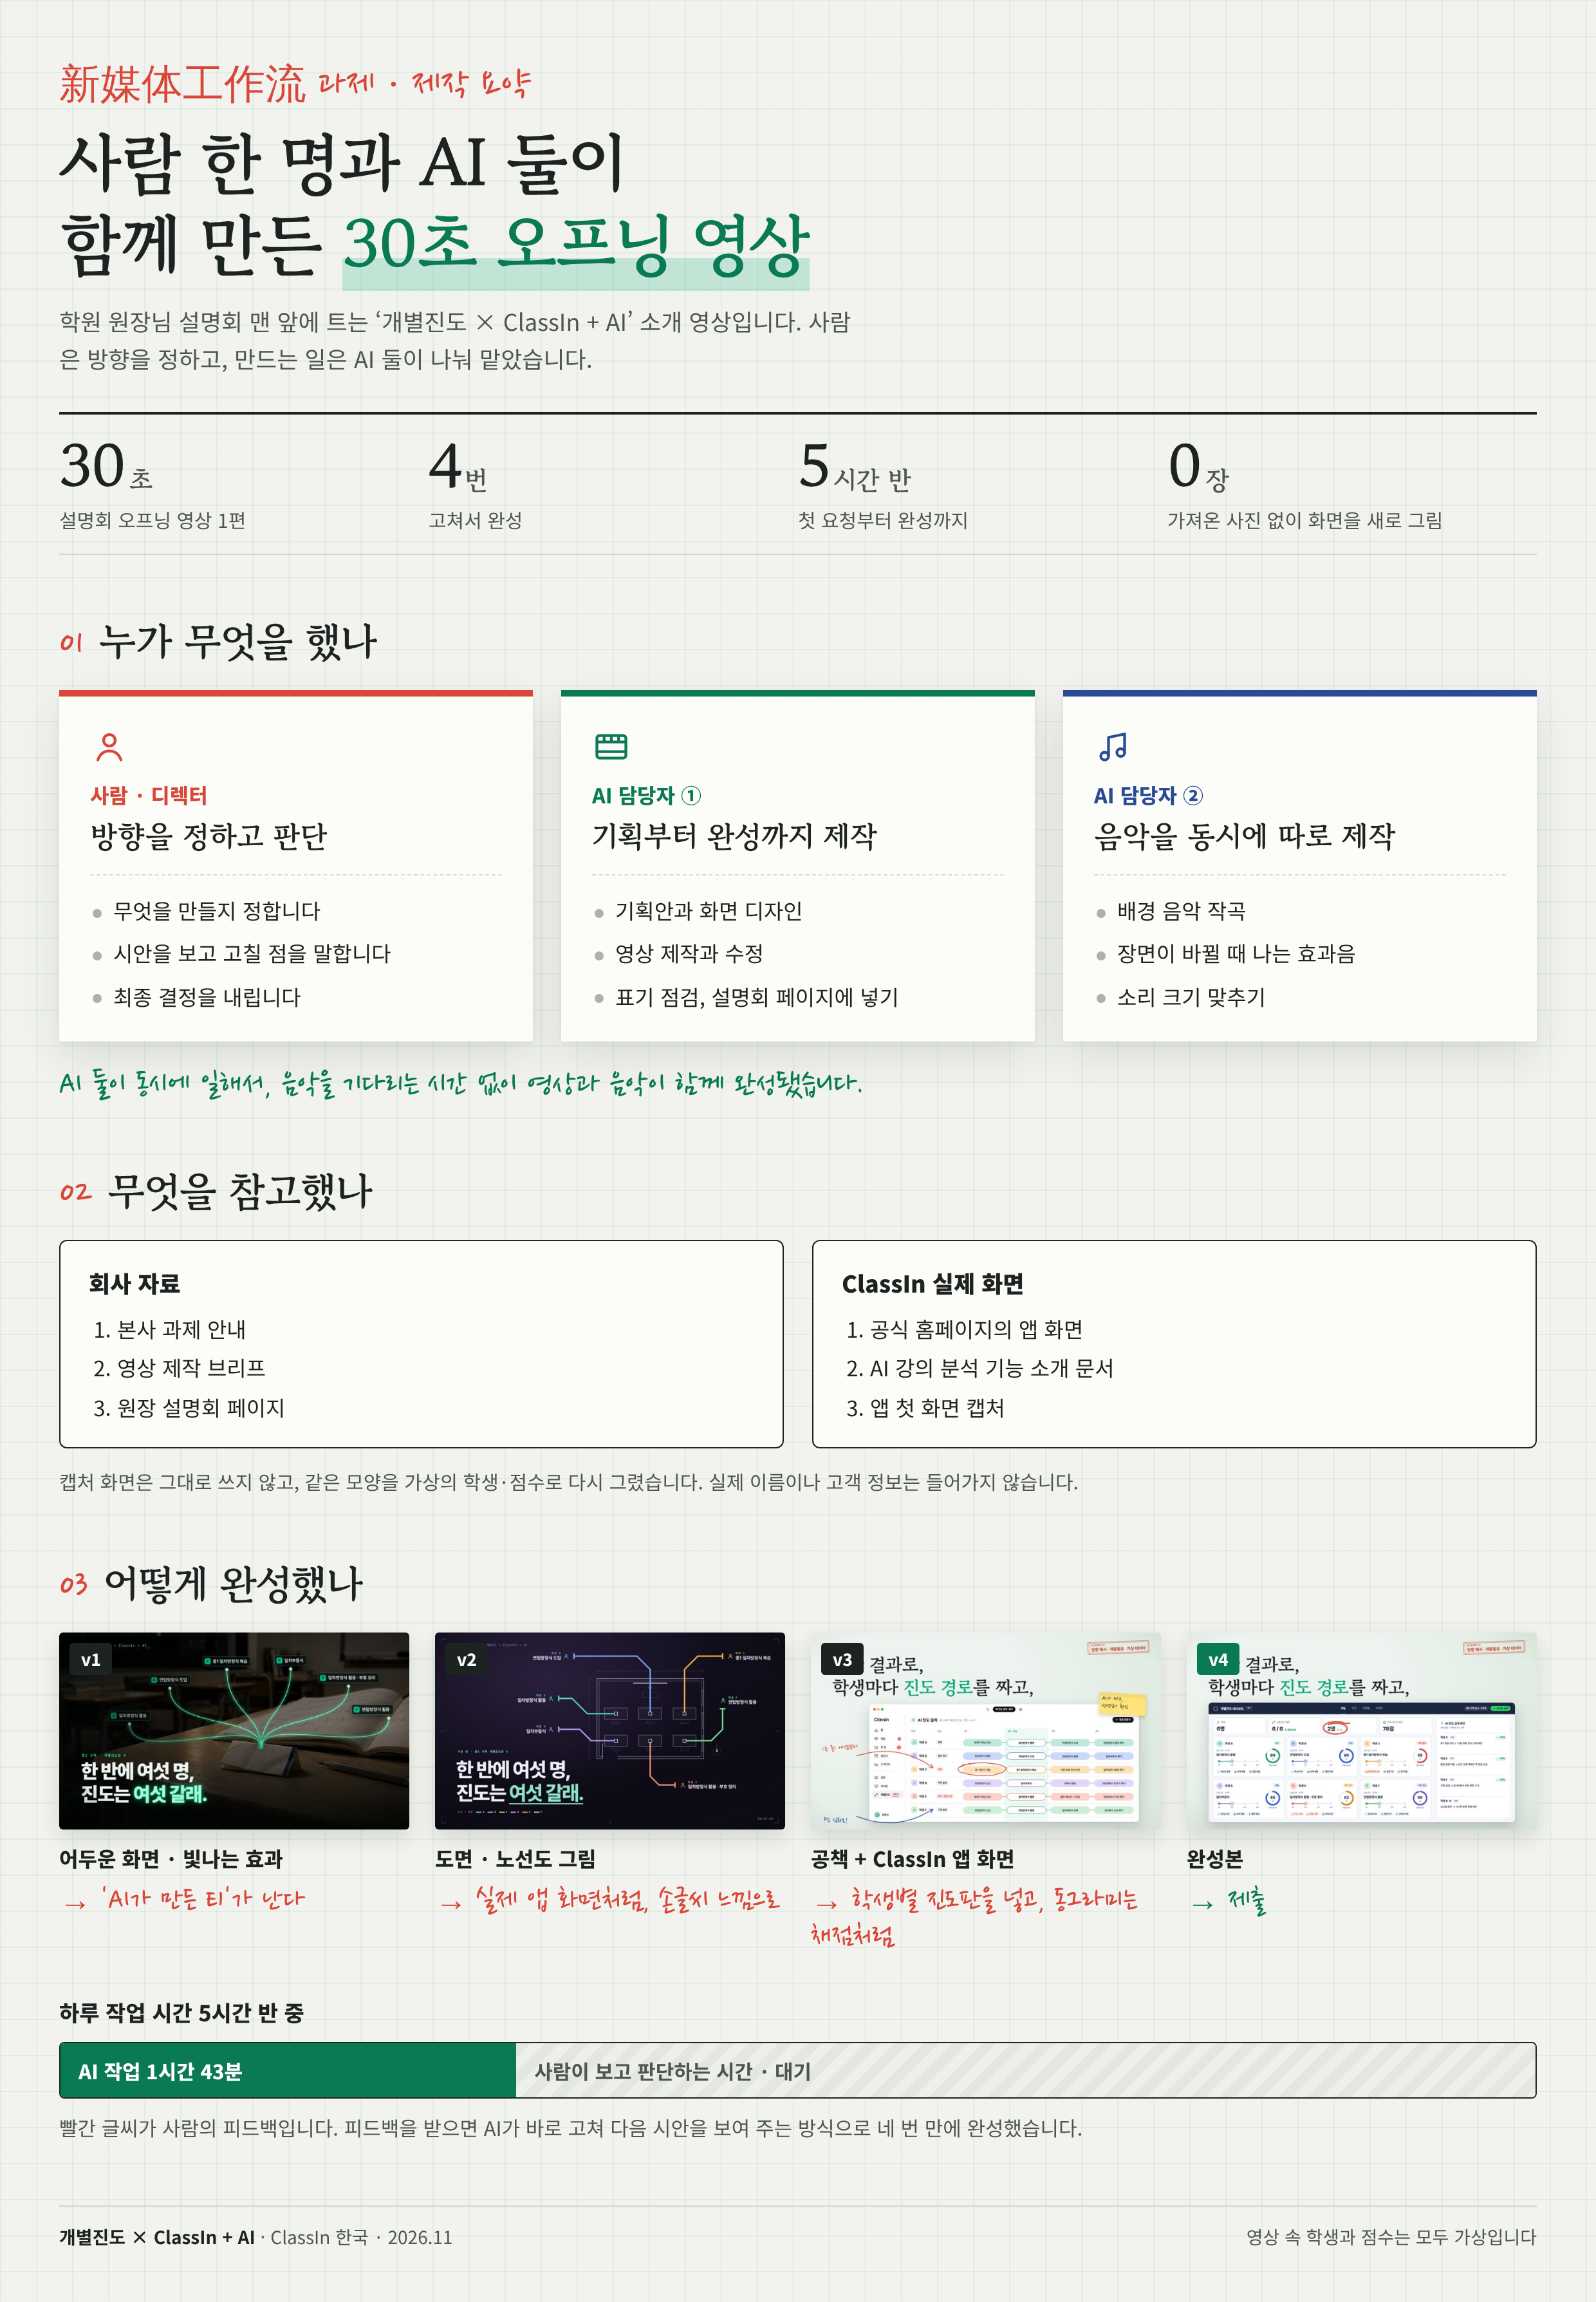 新媒体工作流 과제 · 제작 요약
사람 한 명과 AI 둘이
함께 만든 30초 오프닝 영상
학원 원장님 설명회 맨 앞에 트는 ‘개별진도 × ClassIn + AI’ 소개 영상입니다. 사람
은 방향을 정하고, 만드는 일은 AI 둘이 나눠 맡았습니다.
30초
설명회 오프닝 영상 1편
4번
고쳐서 완성
5시간 반
첫 요청부터 완성까지
0장
가져온 사진 없이 화면을 새로 그림
01 누가 무엇을 했나
사람 · 디렉터
방향을 정하고 판단
무엇을 만들지 정합니다
시안을 보고 고칠 점을 말합니다
최종 결정을 내립니다
AI 담당자 ①
기획부터 완성까지 제작
기획안과 화면 디자인
영상 제작과 수정
표기 점검, 설명회 페이지에 넣기
AI 담당자 ②
음악을 동시에 따로 제작
배경 음악 작곡
장면이 바뀔 때 나는 효과음
소리 크기 맞추기
AI 둘이 동시에 일해서, 음악을 기다리는 시간 없이 영상과 음악이 함께 완성됐습니다.
02 무엇을 참고했나
회사 자료
1. 본사 과제 안내
2. 영상 제작 브리프
3. 원장 설명회 페이지
ClassIn 실제 화면
1. 공식 홈페이지의 앱 화면
2. AI 강의 분석 기능 소개 문서
3. 앱 첫 화면 캡처
캡처 화면은 그대로 쓰지 않고, 같은 모양을 가상의 학생·점수로 다시 그렸습니다. 실제 이름이나 고객 정보는 들어가지 않습니다.
03 어떻게 완성했나
v1
한 반에 여섯 명,
진도는 여섯 갈래.
어두운 화면 · 빛나는 효과
→ ‘AI가 만든 티’가 난다
v2
한 반에 여섯 명,
진도는 여섯 갈래.
도면 · 노선도 그림
→ 실제 앱 화면처럼, 손글씨 느낌으로
v3
결과로,
학생마다 진도 경로를 짜고,
ClassIn
공책 + ClassIn 앱 화면
→ 학생별 진도판을 넣고, 동그라미는
채점처럼
v4
결과로,
학생마다 진도 경로를 짜고,
완성본
→ 제출
하루 작업 시간 5시간 반 중
AI 작업 1시간 43분
사람이 보고 판단하는 시간 · 대기
빨간 글씨가 사람의 피드백입니다. 피드백을 받으면 AI가 바로 고쳐 다음 시안을 보여 주는 방식으로 네 번 만에 완성했습니다.
개별진도 × ClassIn + AI · ClassIn 한국 · 2026.11
영상 속 학생과 점수는 모두 가상입니다